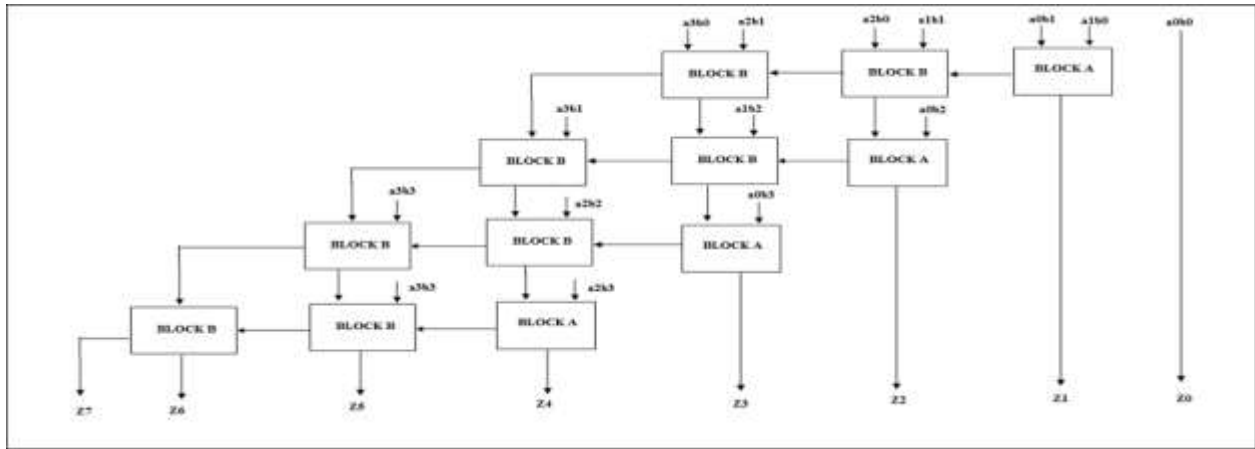 a3b0 a2b1 a2b0 a1b1 a0b1 a1b0 a0b0
BLOCK B BLOCK B BLOCK A
a3b1 a1b2 a0b2
BLOCK B BLOCK B BLOCK A
a3b3 a2b2 a0b3
BLOCK B BLOCK B BLOCK A
a3b3 a2b3
BLOCK B BLOCK B BLOCK A
Z7 Z6 Z5 Z4 Z3 Z2 Z1 Z0